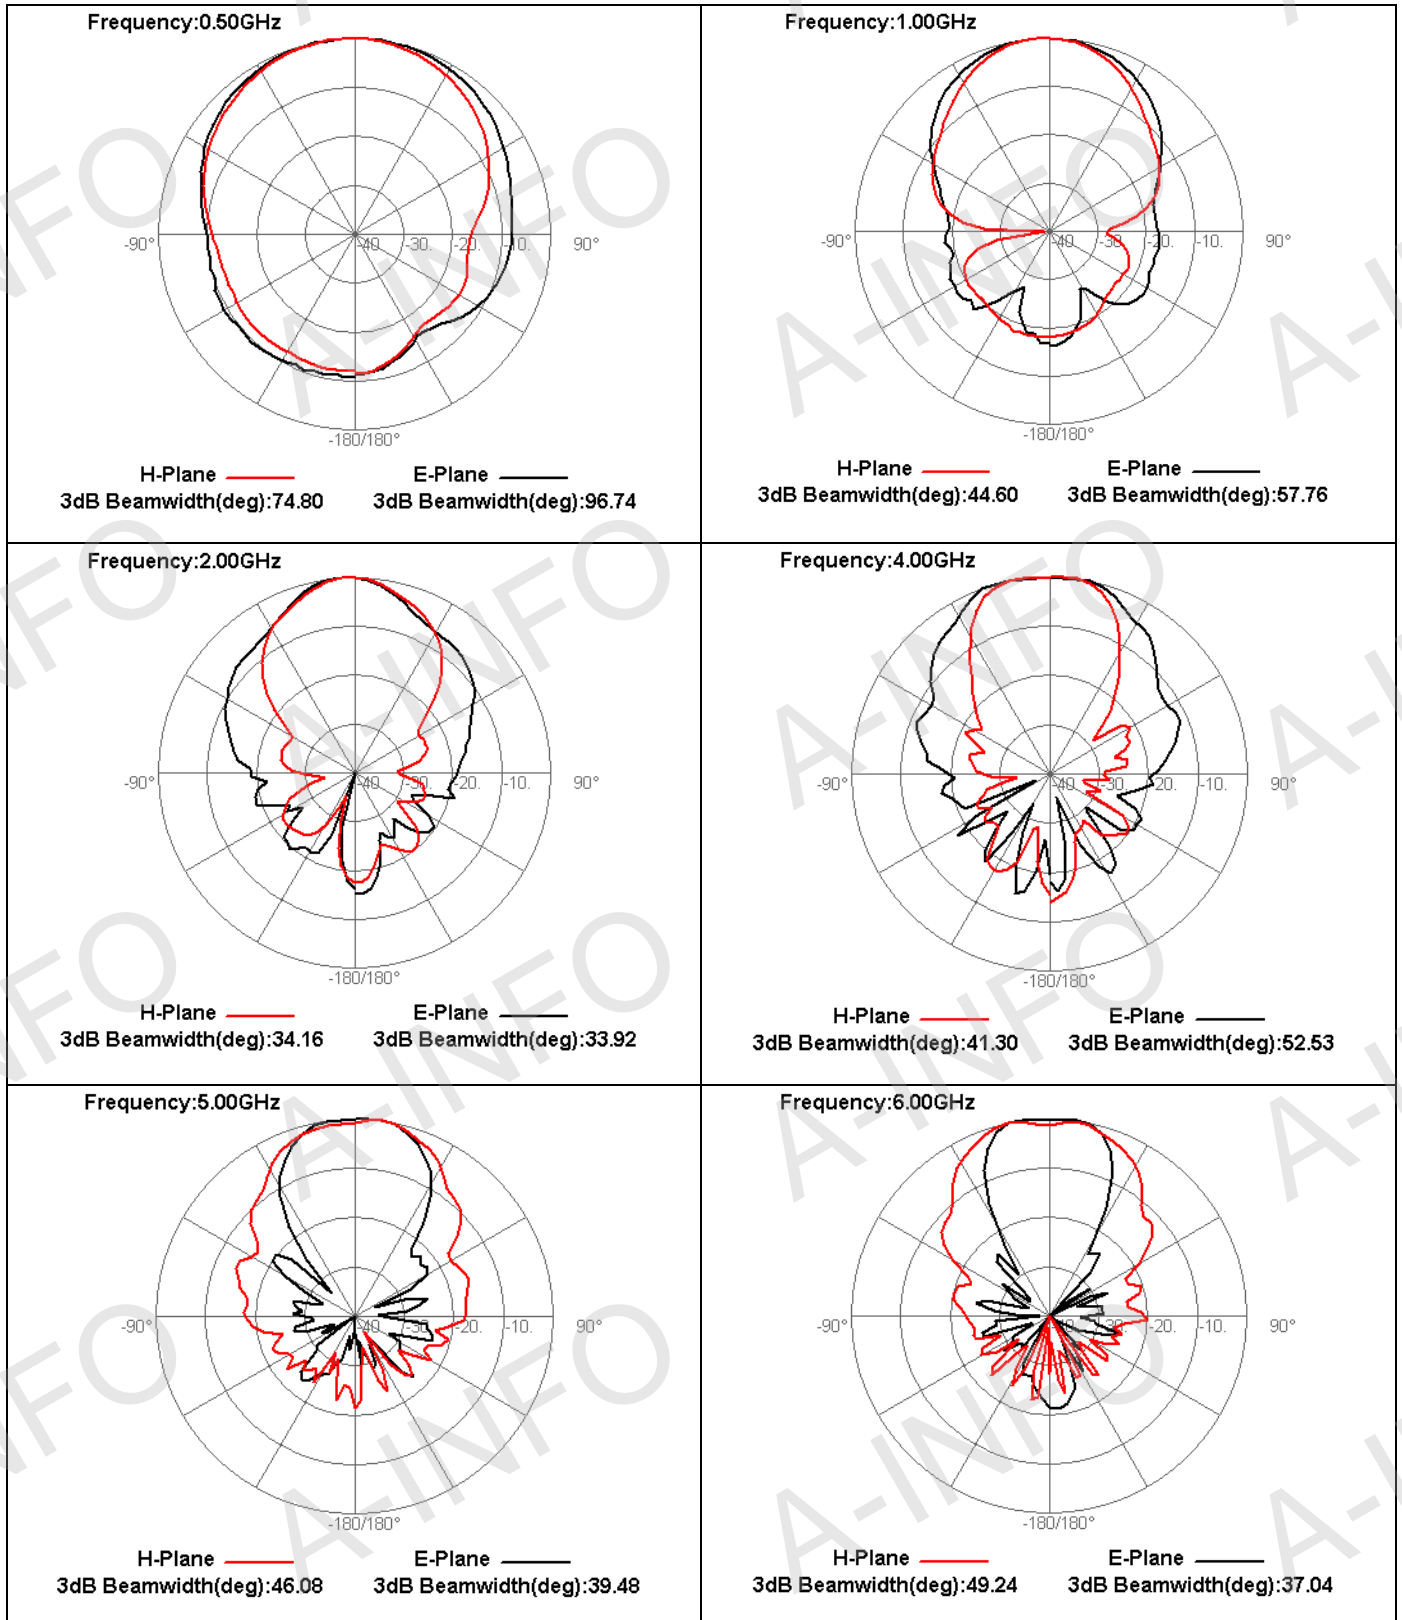 Frequency:0.50GHz
-90° -40. -30. -20. -10. 90°
-180/180°
H-Plane E-Plane
3dB Beamwidth(deg):74.80 3dB Beamwidth(deg):96.74
Frequency:1.00GHz
-90° -40. -30. -20. -10. 90°
-180/180°
H-Plane E-Plane
3dB Beamwidth(deg):44.60 3dB Beamwidth(deg):57.76
Frequency:2.00GHz
-90° -40. -30. -20. -10. 90°
-180/180°
H-Plane E-Plane
3dB Beamwidth(deg):34.16 3dB Beamwidth(deg):33.92
Frequency:4.00GHz
-90° -40. -30. -20. -10. 90°
-180/180°
H-Plane E-Plane
3dB Beamwidth(deg):41.30 3dB Beamwidth(deg):52.53
Frequency:5.00GHz
-90° -40. -30. -20. -10. 90°
-180/180°
H-Plane E-Plane
3dB Beamwidth(deg):46.08 3dB Beamwidth(deg):39.48
Frequency:6.00GHz
-90° -40. -30. -20. -10. 90°
-180/180°
H-Plane E-Plane
3dB Beamwidth(deg):49.24 3dB Beamwidth(deg):37.04
A-INFO